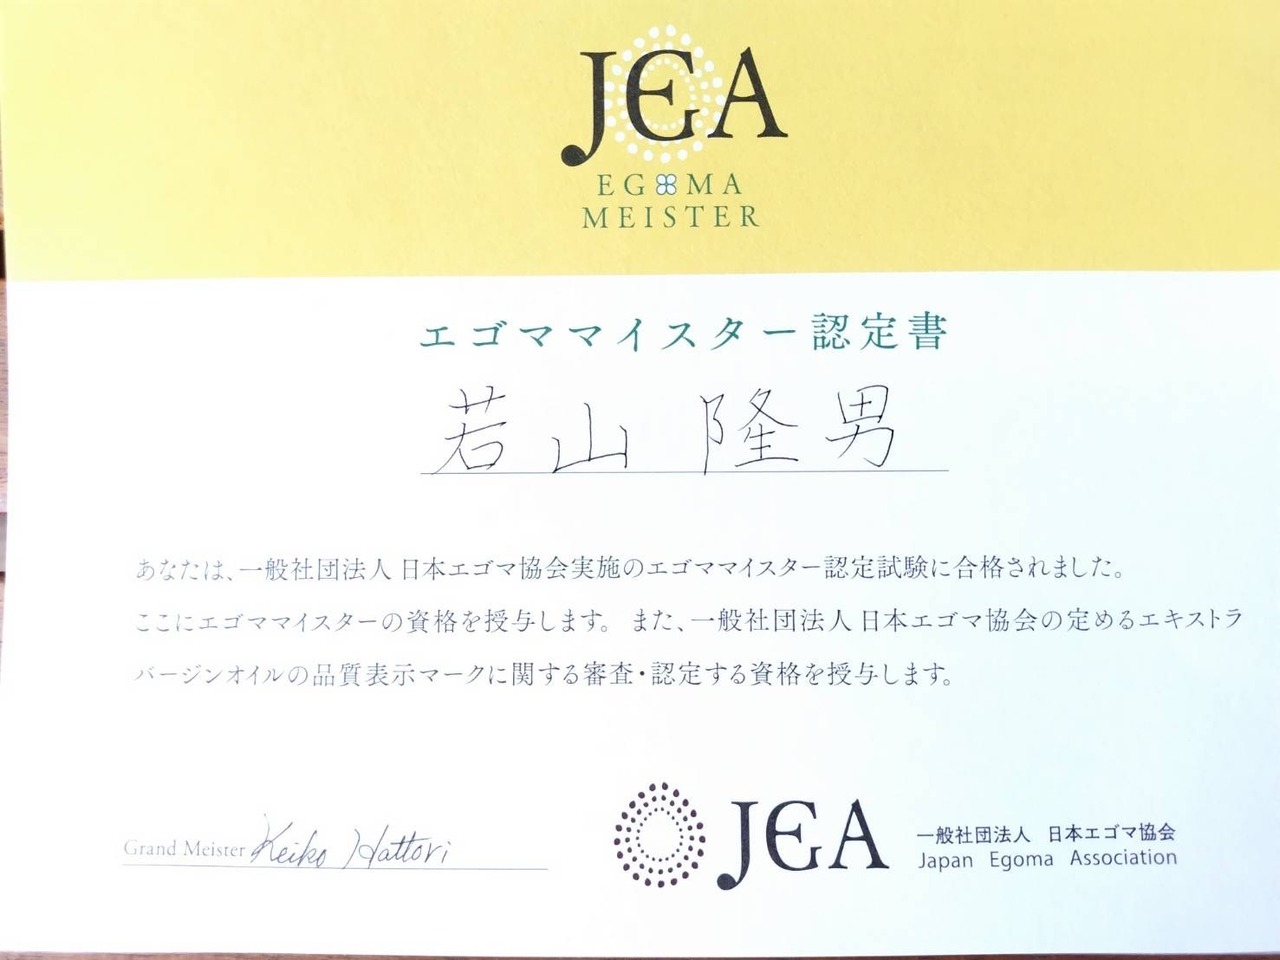 JEA
EGOMA
MEISTER
エゴママイスター認定書
若山 隆男
あなたは、一般社団法人 日本エゴマ協会実施のエゴママイスター認定試験に合格されました。
ここにエゴママイスターの資格を授与します。また、一般社団法人 日本エゴマ協会の定めるエキストラ
バージンオイルの品質表示マークに関する審査・認定する資格を授与します。
Grand Meister Keiko Hattori
JEA
一般社団法人 日本エゴマ協会
Japan Egoma Association